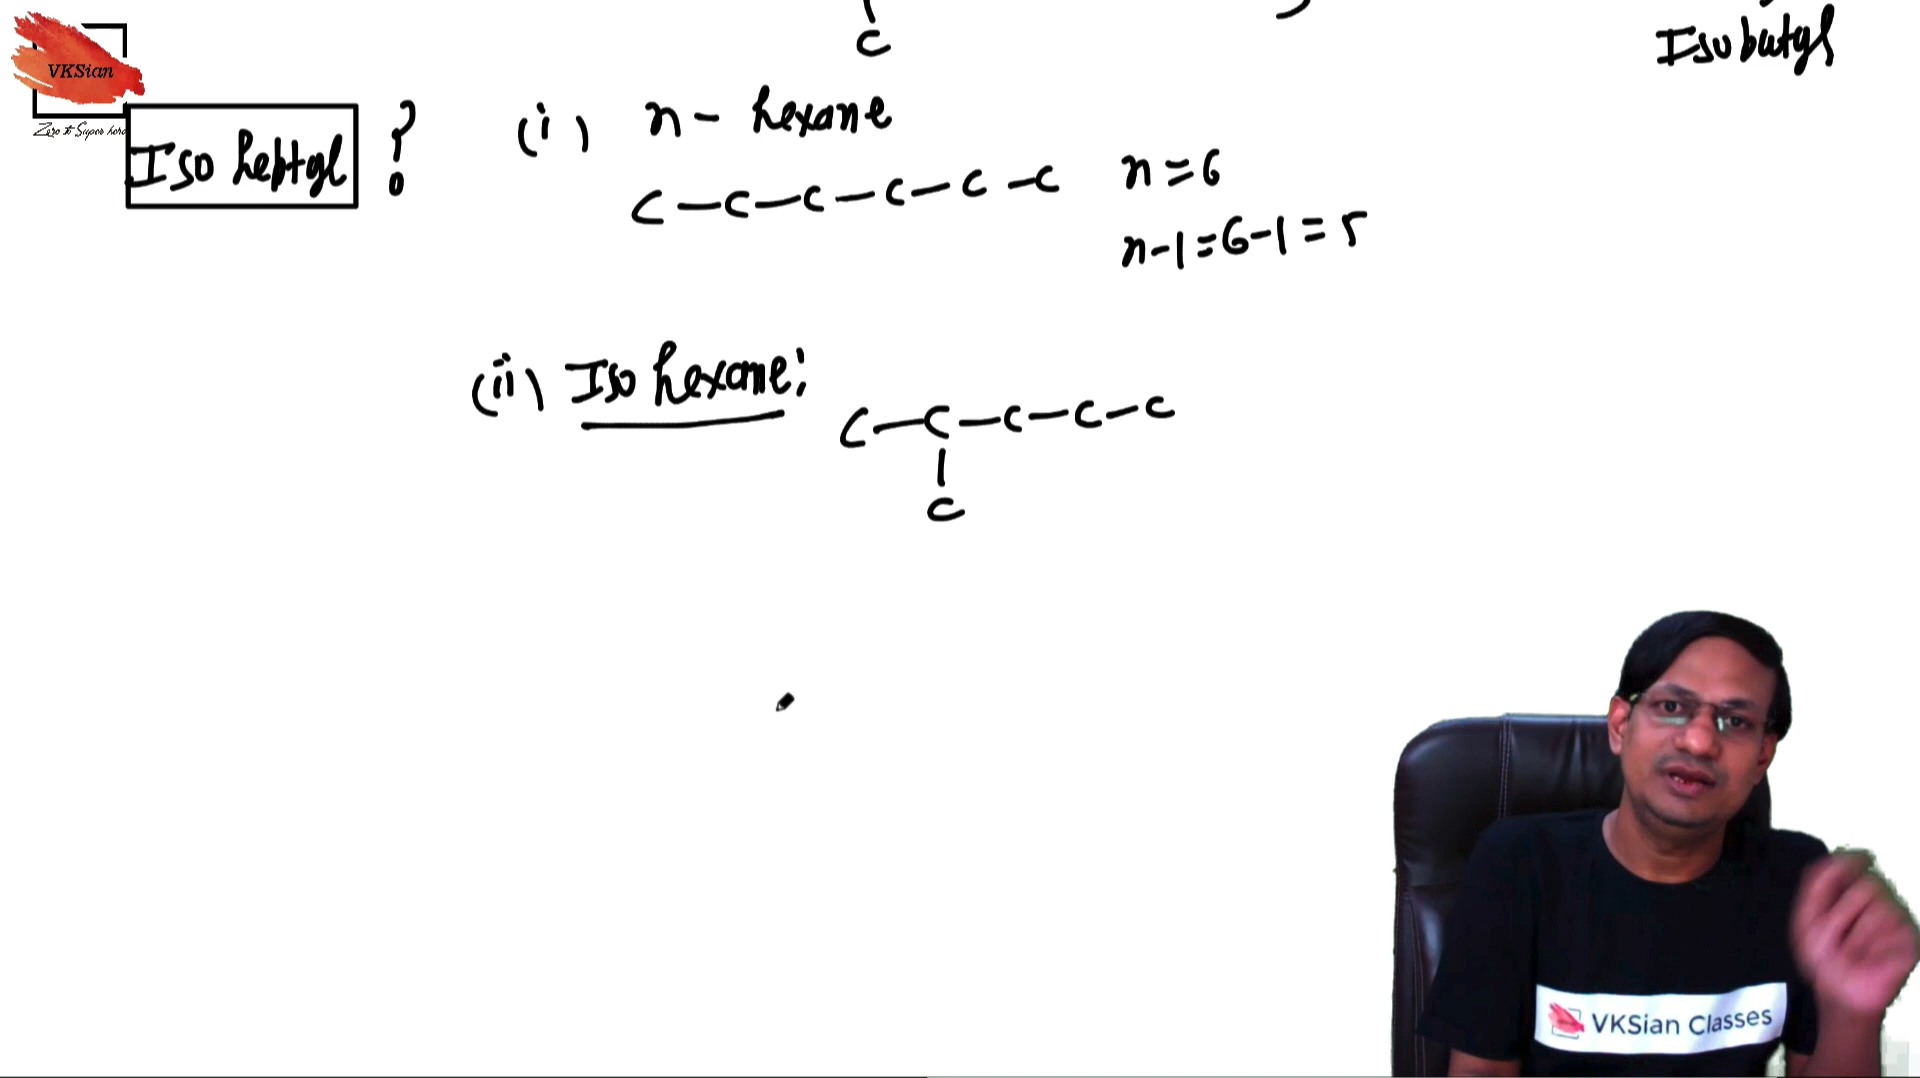 C
Isobutyl
VKSian
Zero to Super hero
Iso heptyl ?
(i) n - hexane
C-C-C-C-C-C
n=6
n-1=6-1=5
(ii) Iso hexane:
C-C-C-C-C
|
C
VKSian Classes